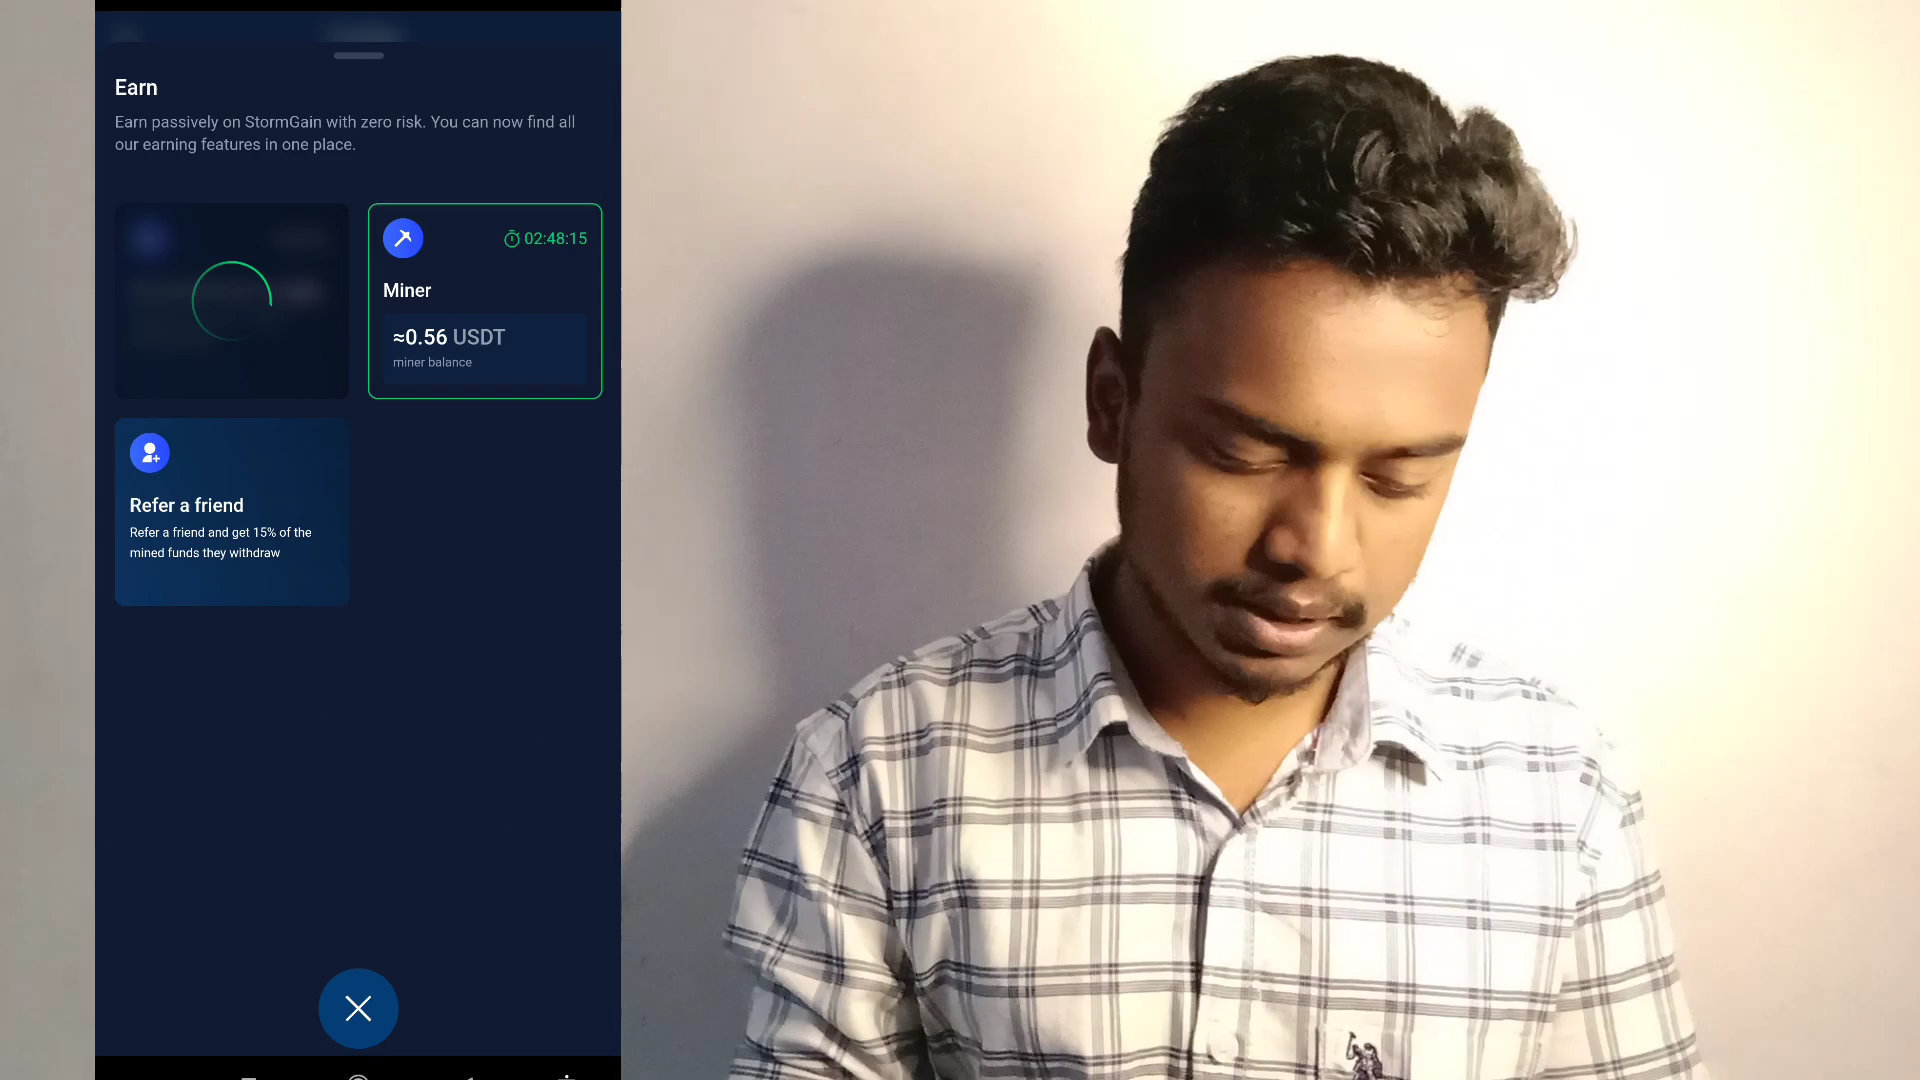 Earn
Earn passively on StormGain with zero risk. You can now find all
our earning features in one place.
02:48:15
Miner
≈0.56 USDT
miner balance
Refer a friend
Refer a friend and get 15% of the
mined funds they withdraw